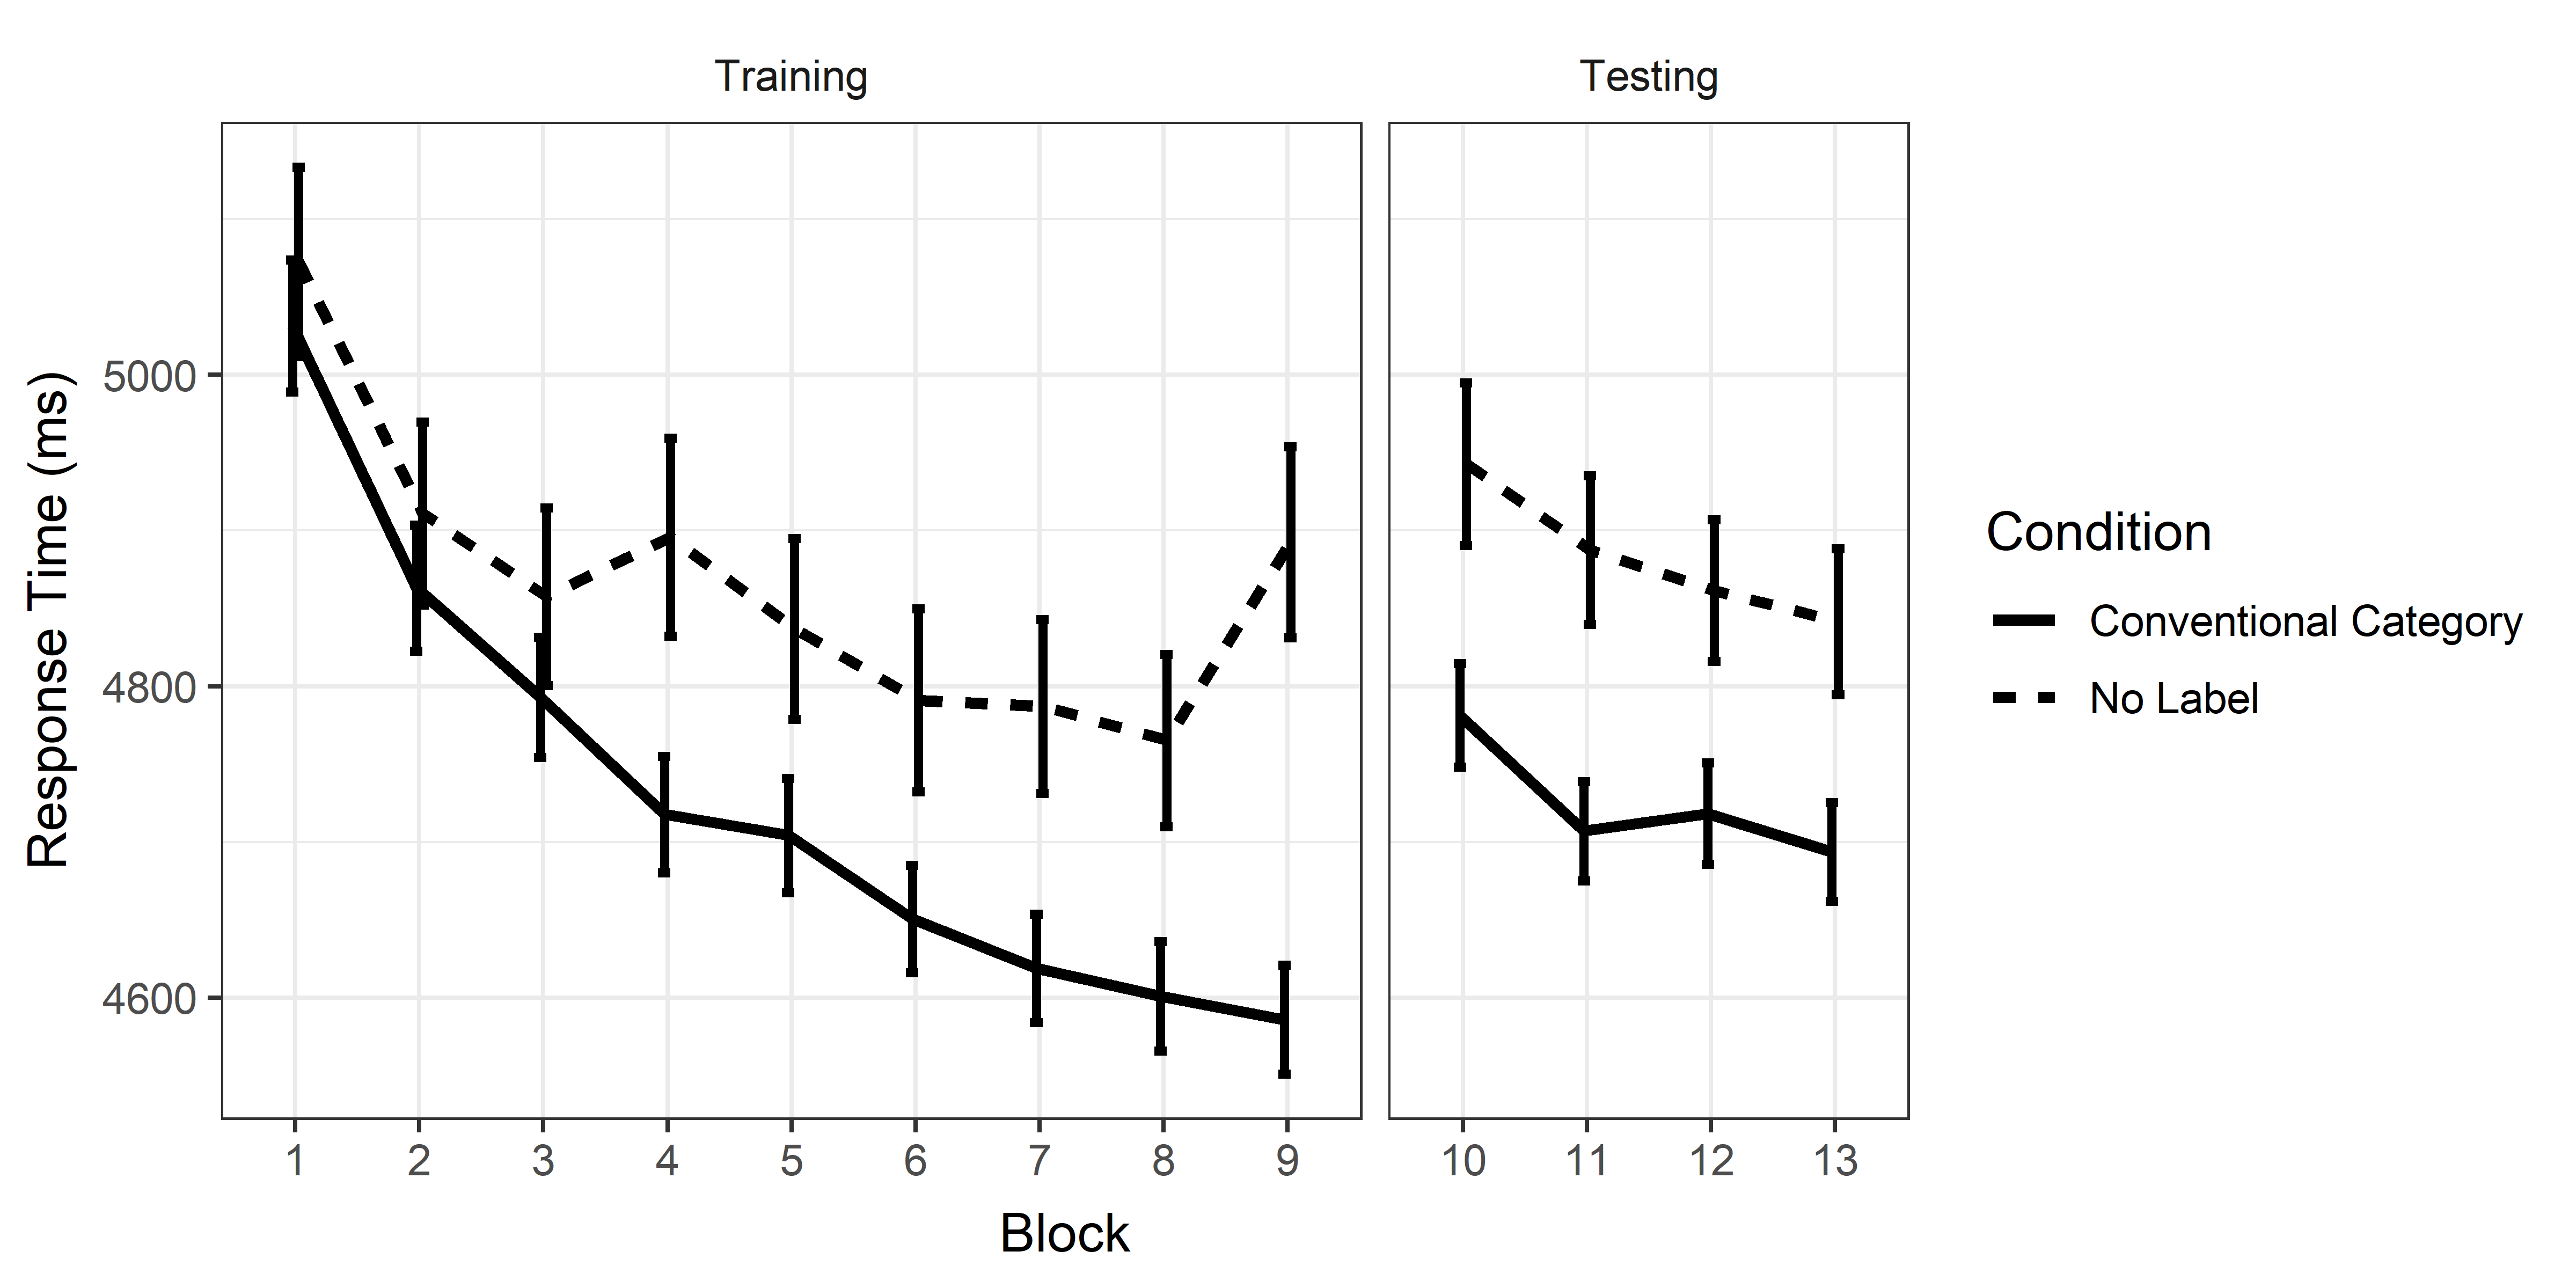 Training
Testing
Response Time (ms)
5000
4800
4600
1 2 3 4 5 6 7 8 9
10 11 12 13
Block
Condition
Conventional Category
No Label